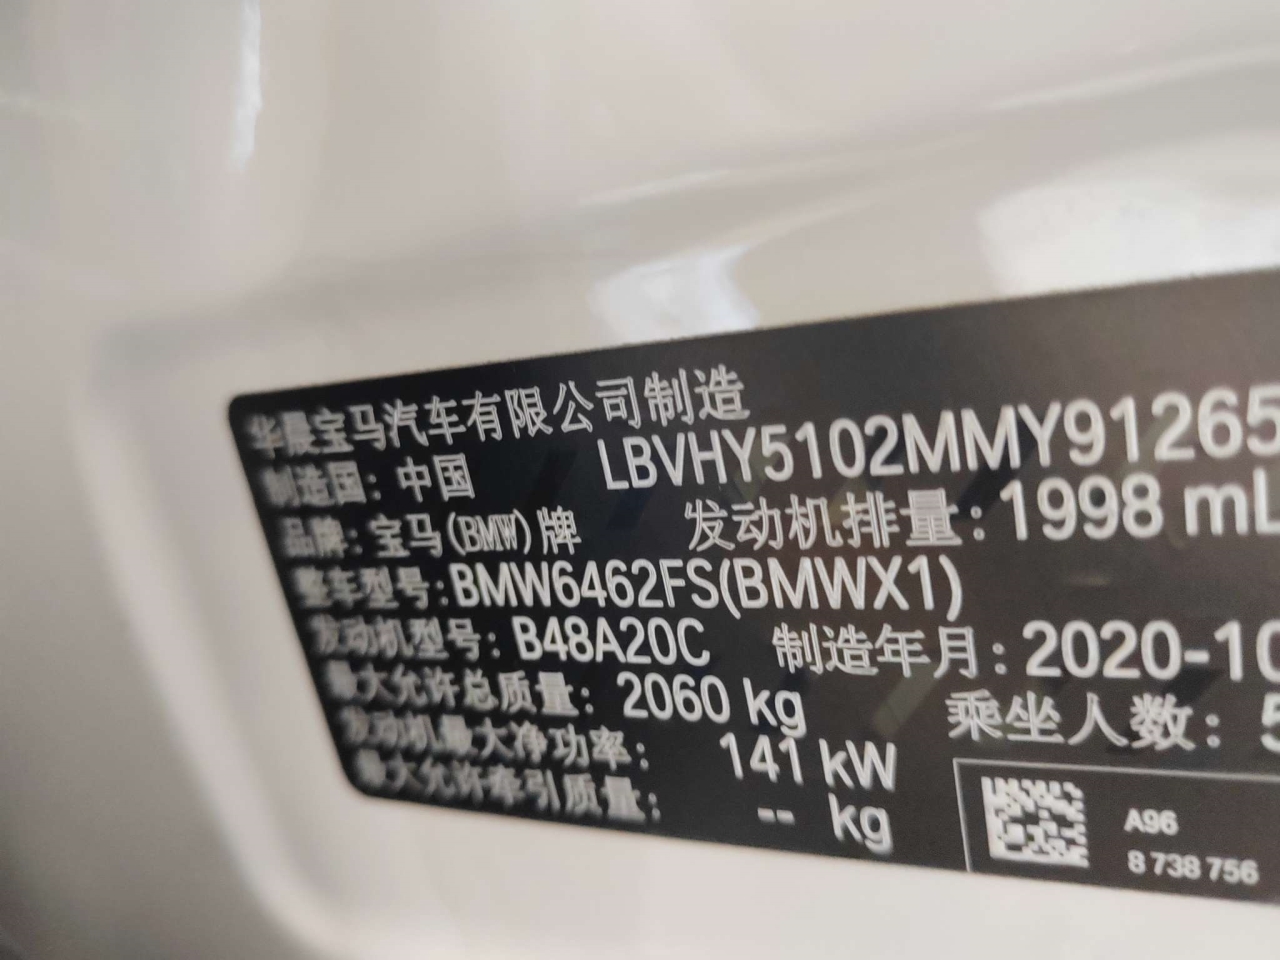 华晨宝马汽车有限公司制造
制造国：中国 LBVHY5102MMY91265
品牌：宝马(BMW)牌 发动机排量：1998 mL
整车型号：BMW6462FS(BMWX1)
发动机型号：B48A20C 制造年月：2020-10
最大允许总质量：2060 kg 乘坐人数：5
发动机最大净功率：141 kW
最大允许牵引质量：-- kg
A96
8 738 756